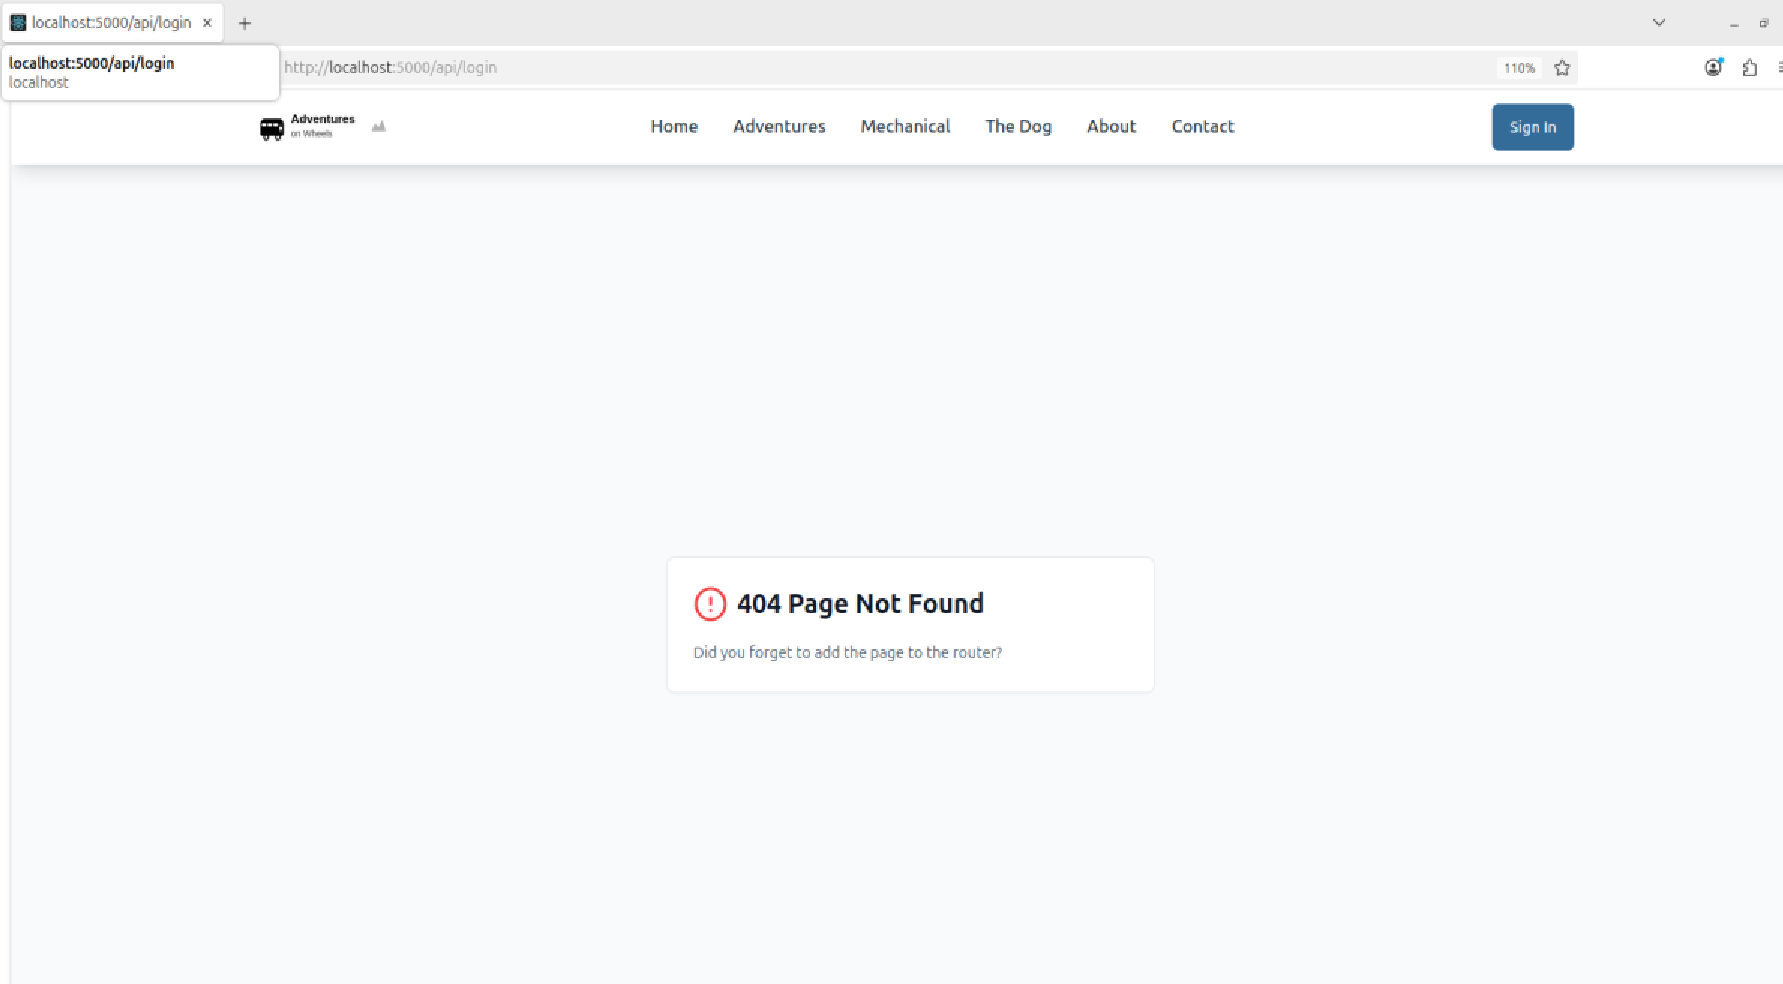 localhost:5000/api/login
localhost:5000/api/login
localhost
http://localhost:5000/api/login
110%
Adventures
on Wheels
Home
Adventures
Mechanical
The Dog
About
Contact
Sign In
404 Page Not Found
Did you forget to add the page to the router?